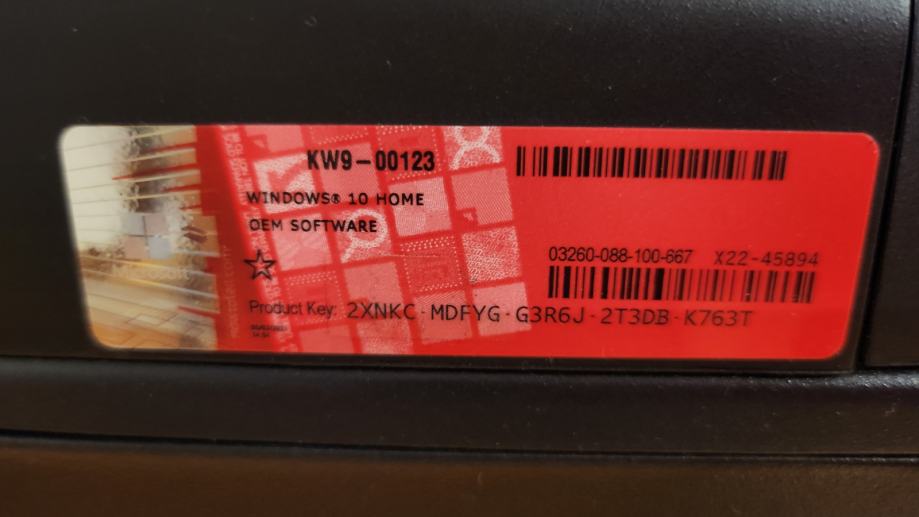 KW9-00123
WINDOWS® 10 HOME
OEM SOFTWARE
03260-088-100-667 X22-45894
Product Key: 2XNKC-MDFYG-G3R6J-2T3DB-K763T